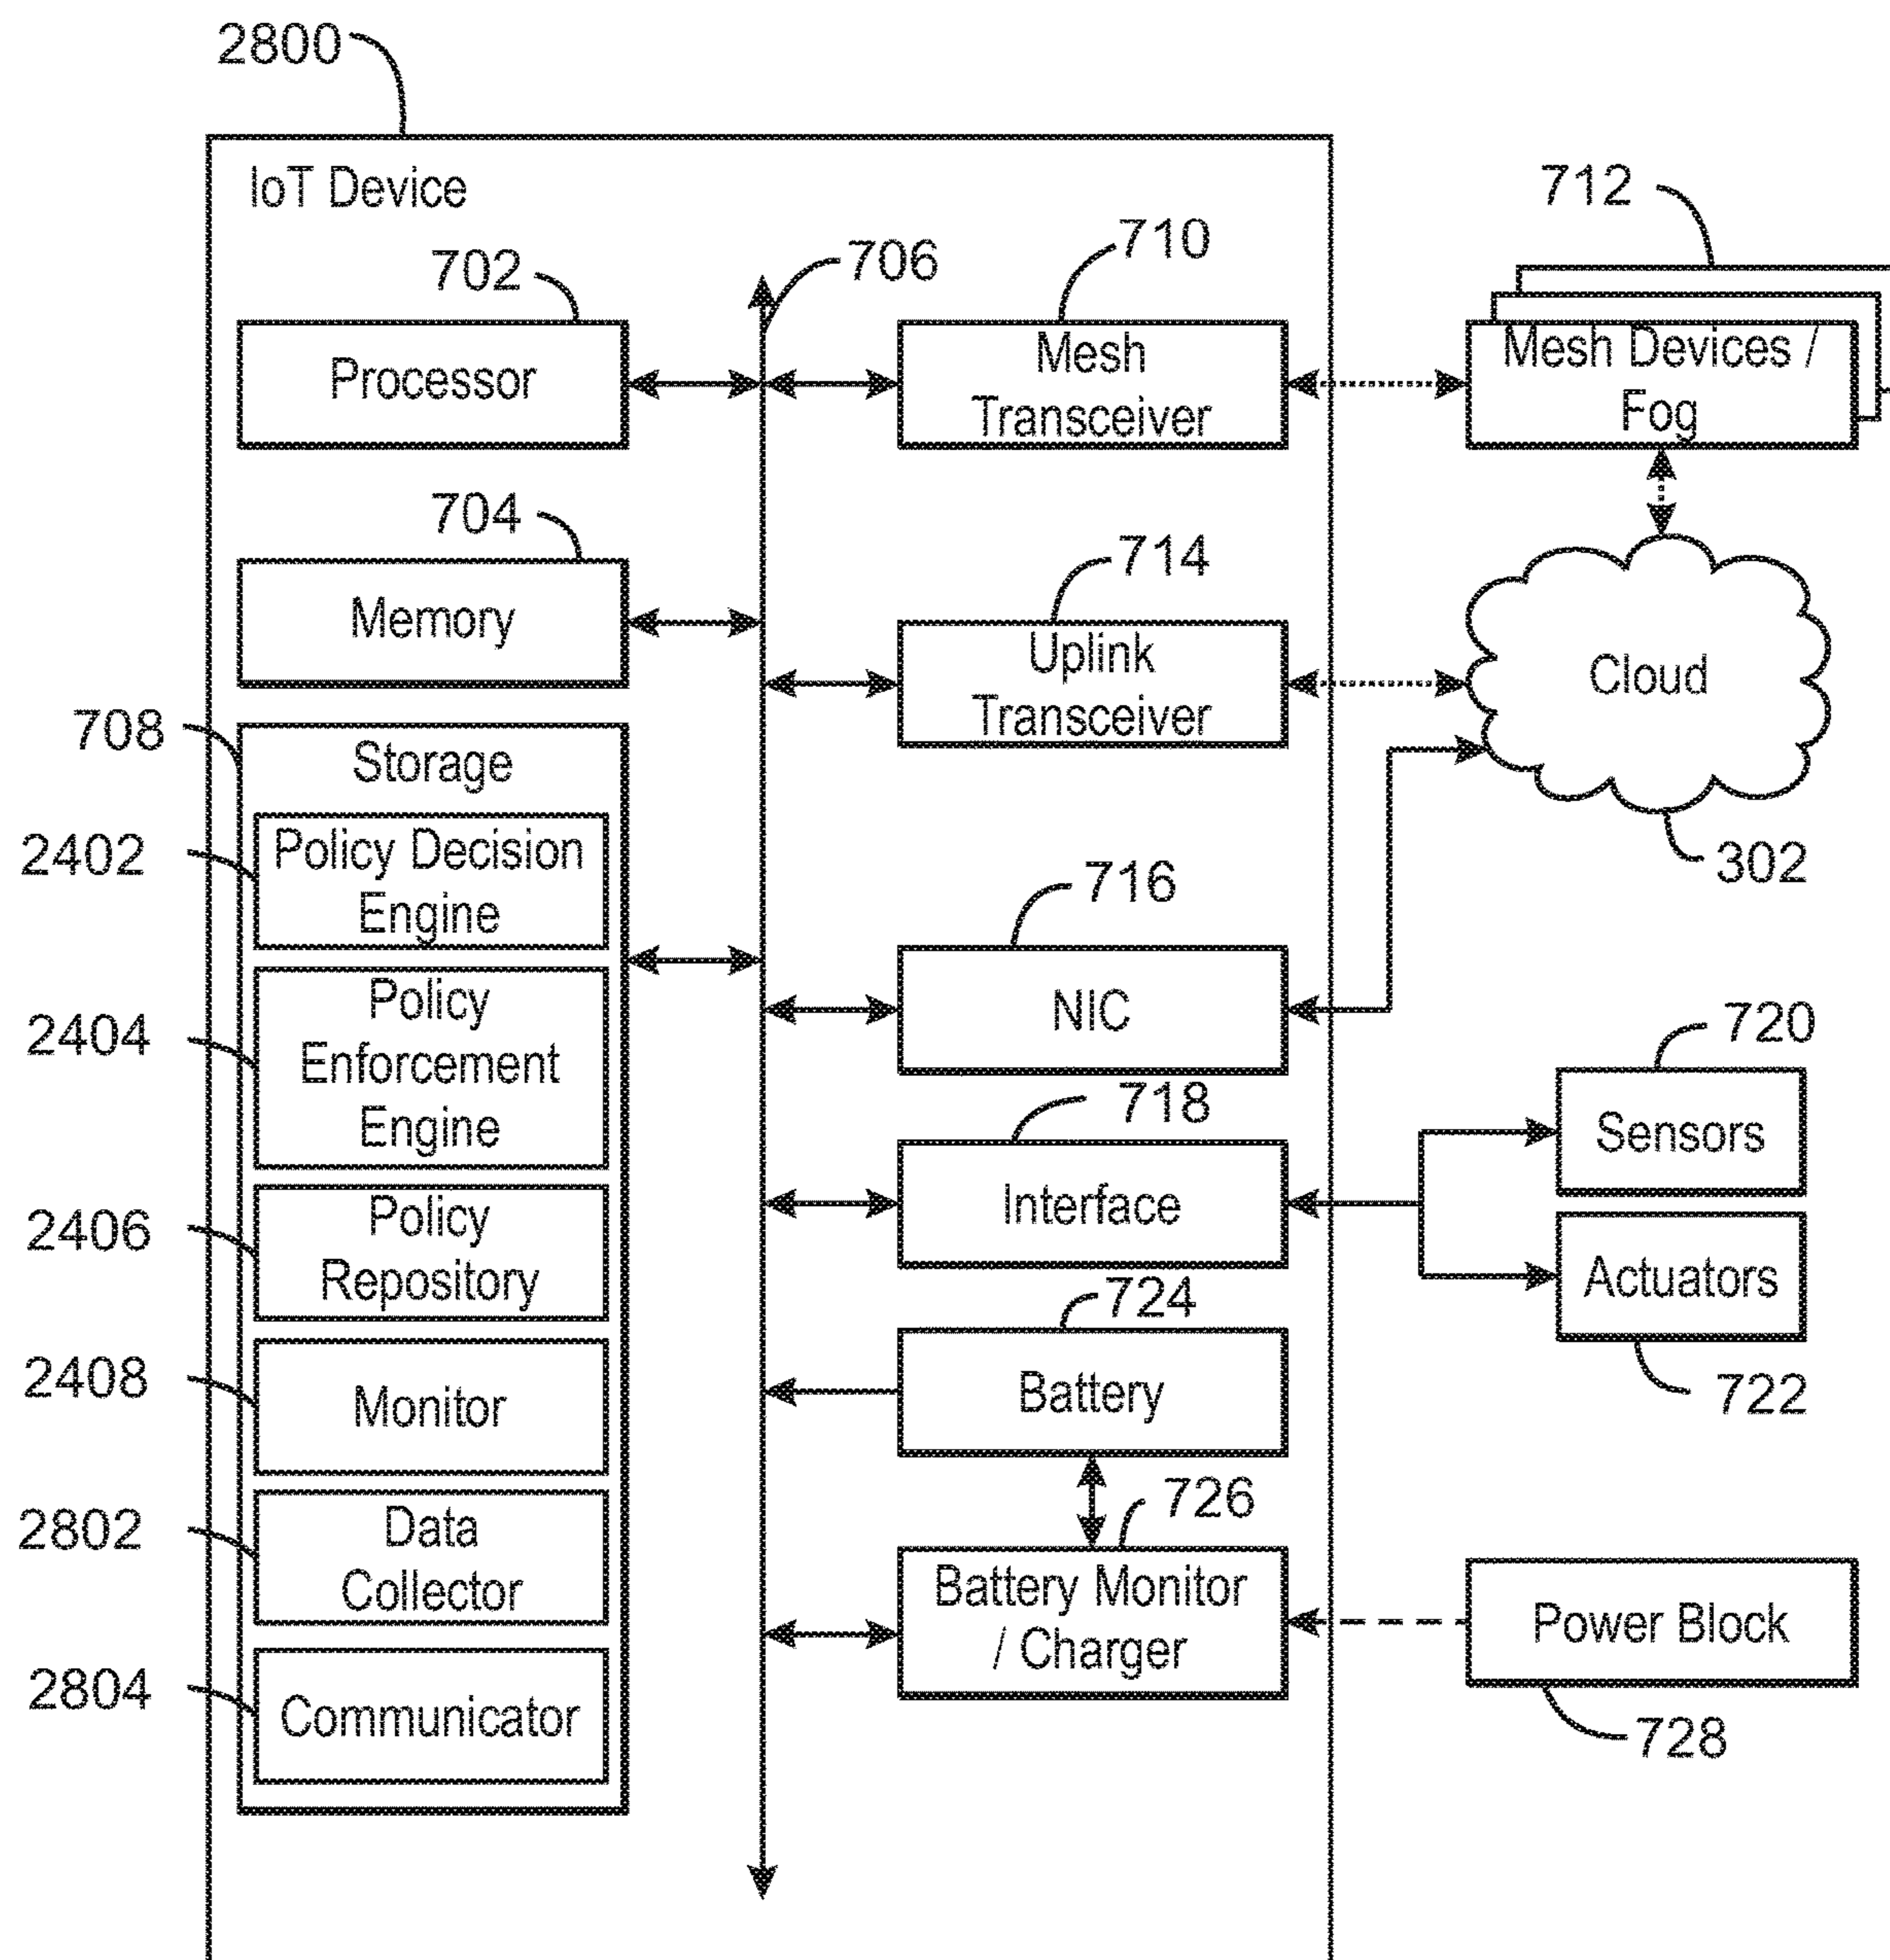 2800
IoT Device
712
710
706
702
Processor
Mesh
Transceiver
Mesh Devices /
Fog
704
Memory
714
Uplink
Transceiver
Cloud
302
708
Storage
2402
Policy Decision
Engine
716
NIC
2404
Policy
Enforcement
Engine
718
Interface
720
Sensors
Actuators
722
2406
Policy
Repository
724
Battery
2408
Monitor
726
Battery Monitor
/ Charger
Power Block
728
2802
Data
Collector
2804
Communicator